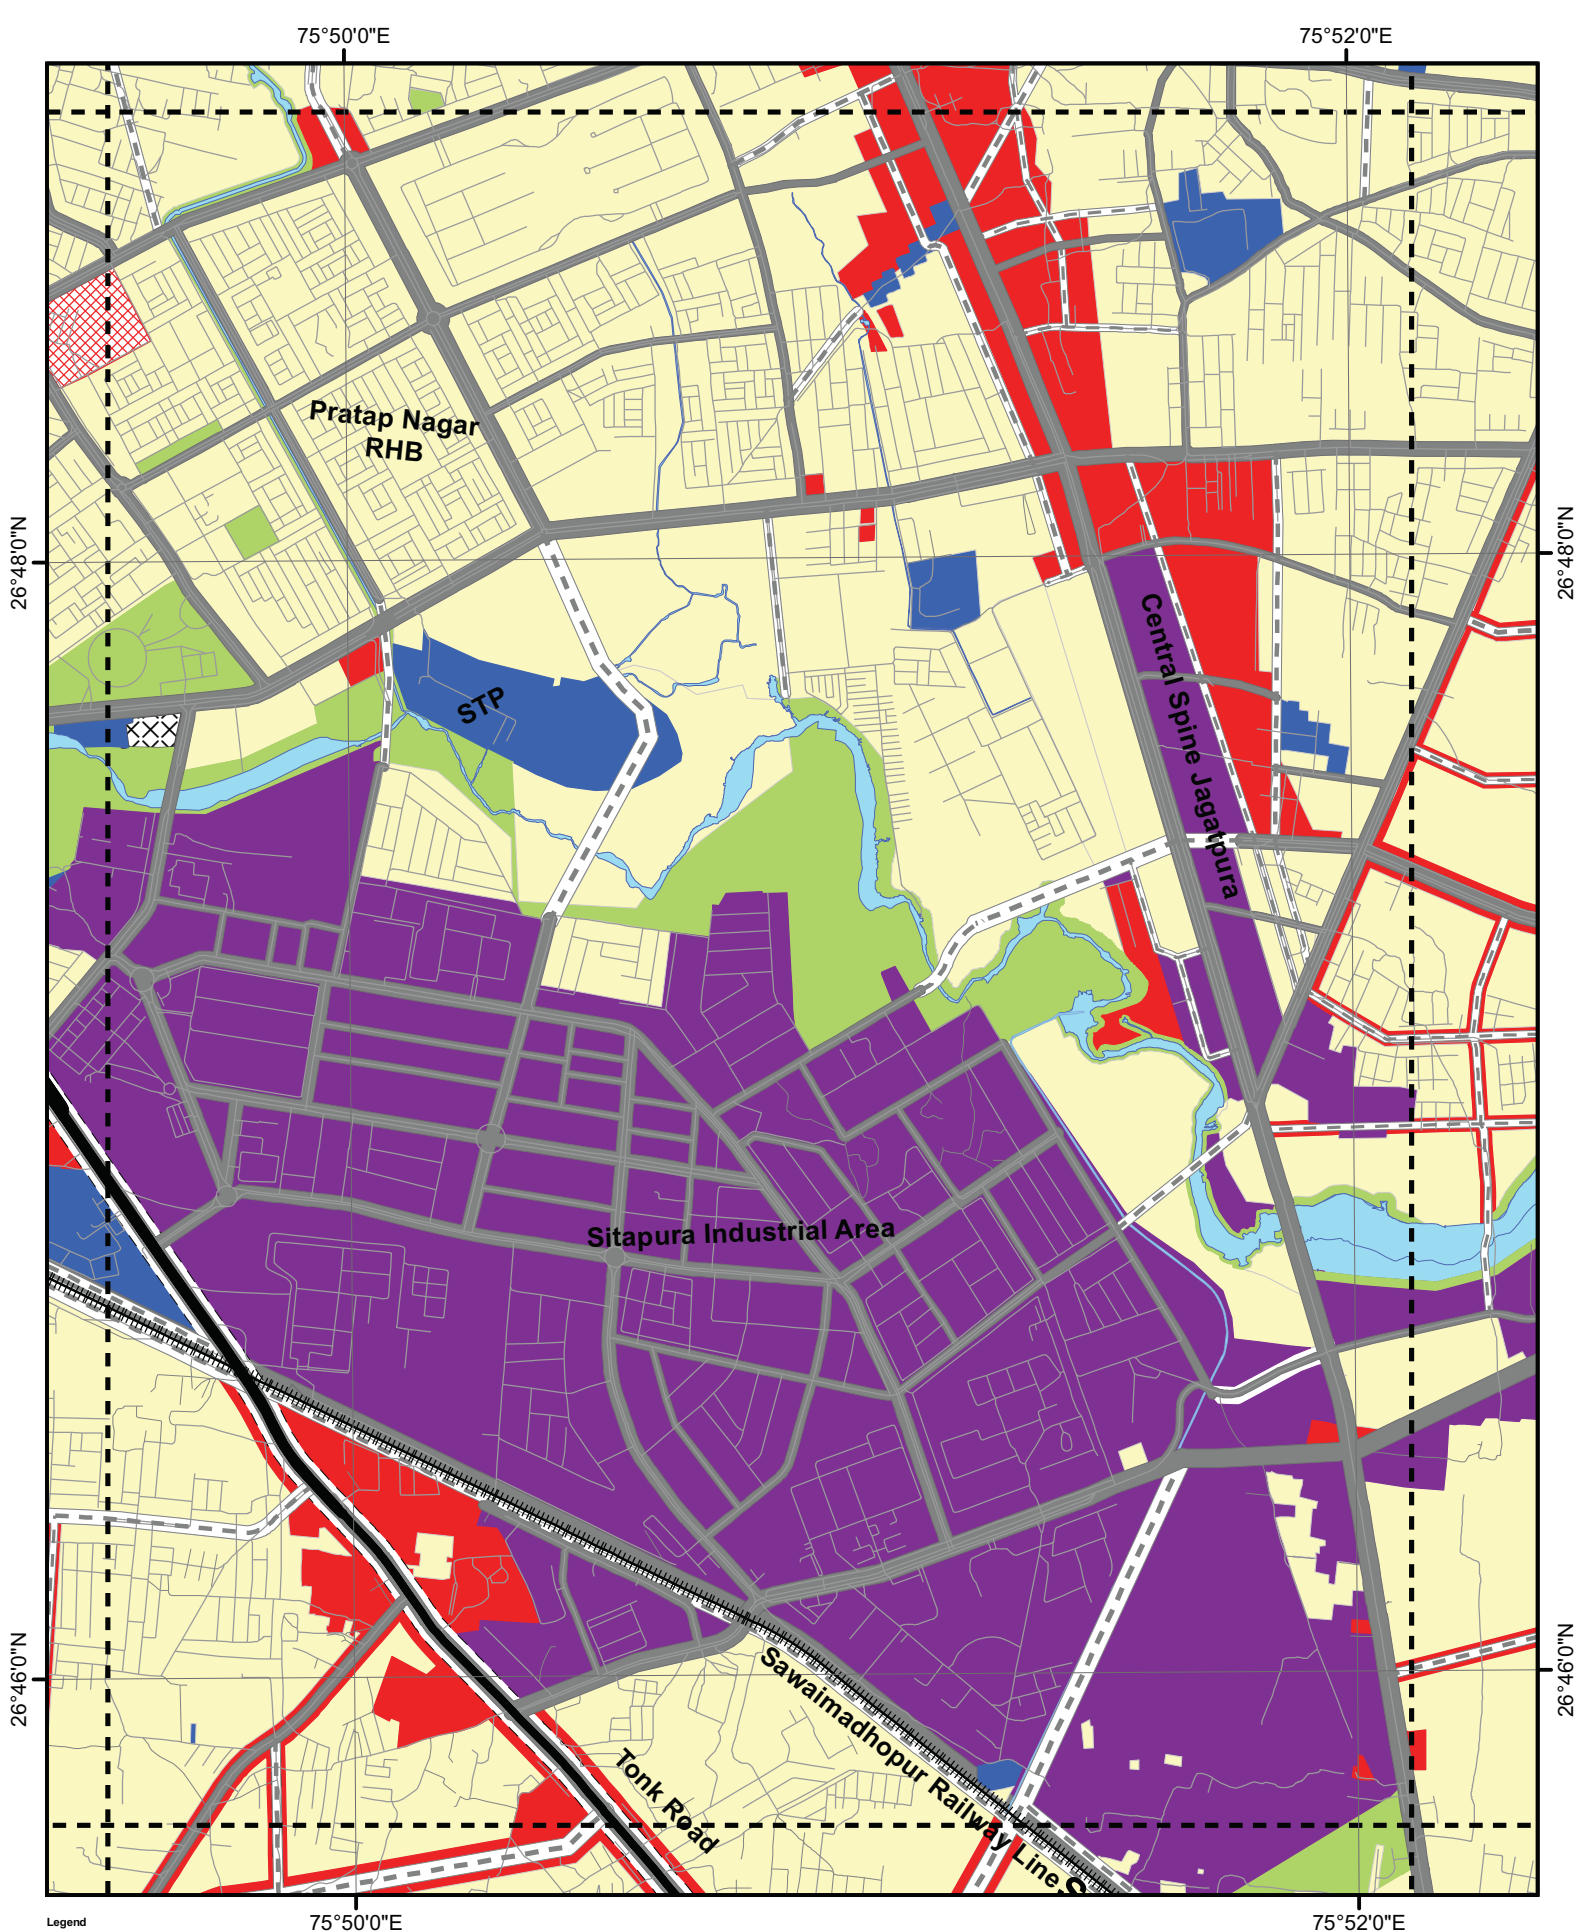 75°50'0"E
75°52'0"E
Pratap Nagar
RHB
26°48'0"N
26°48'0"N
Central Spine Jagatpura
STP
Sitapura Industrial Area
26°46'0"N
26°46'0"N
Sawaimadhopur Railway Line
Tonk Road
S
Legend
75°50'0"E
75°52'0"E